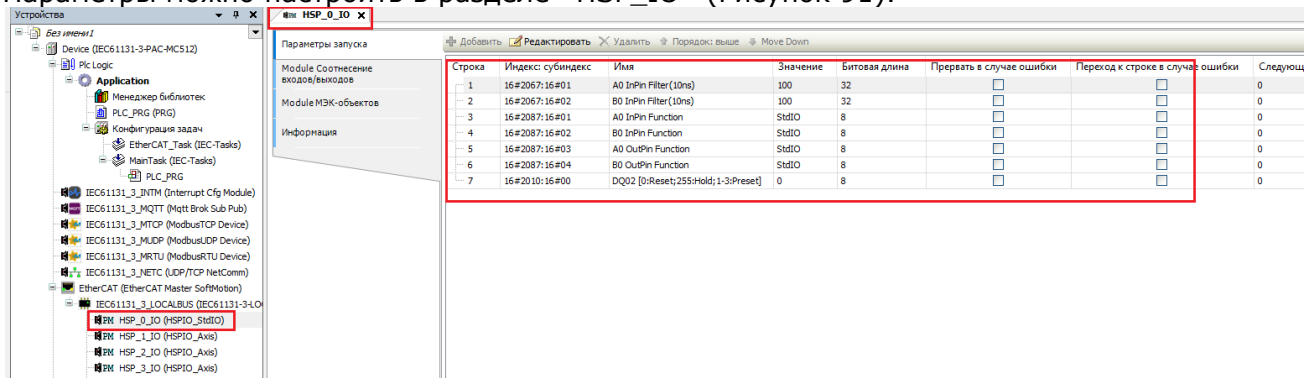 Параметры можно настроить в разделе "HSP_IO" (Рисунок 91).
Устройства
HSP_0_IO
Безимени1
Device (IEC61131-3-PAC-MC512)
Plc Logic
Application
Менеджер библиотек
PLC_PRG (PRG)
Конфигурация задач
EtherCAT_Task (IEC-Tasks)
MainTask (IEC-Tasks)
PLC_PRG
IEC61131_3_INTM (Interrupt Cfg Module)
IEC61131_3_MQTT (Mqtt Brok Sub Pub)
IEC61131_3_MTCP (ModbusTCP Device)
IEC61131_3_MUDP (ModbusUDP Device)
IEC61131_3_MRTU (ModbusRTU Device)
IEC61131_3_NETC (UDP/TCP NetComm)
EtherCAT (EtherCAT Master SoftMotion)
IEC61131_3_LOCALBUS (IEC61131-3-LO
HSP_0_IO (HSPIO_StdIO)
HSP_1_IO (HSPIO_Axis)
HSP_2_IO (HSPIO_Axis)
HSP_3_IO (HSPIO_Axis)
Параметры запуска
Module Соотнесение
входов/выходов
Module МЭК-объектов
Информация
Добавить Редактировать Удалить Порядок: выше Move Down
Строка Индекс: субиндекс Имя Значение Битовая длина Прервать в случае ошибки Переход к строке в случае ошибки Следующ
1 16#2067:16#01 A0 InPin Filter(10ns) 100 32 0
2 16#2067:16#02 B0 InPin Filter(10ns) 100 32 0
3 16#2087:16#01 A0 InPin Function StdIO 8 0
4 16#2087:16#02 B0 InPin Function StdIO 8 0
5 16#2087:16#03 A0 OutPin Function StdIO 8 0
6 16#2087:16#04 B0 OutPin Function StdIO 8 0
7 16#2010:16#00 DQ02 [0:Reset;255:Hold;1-3:Preset] 0 8 0